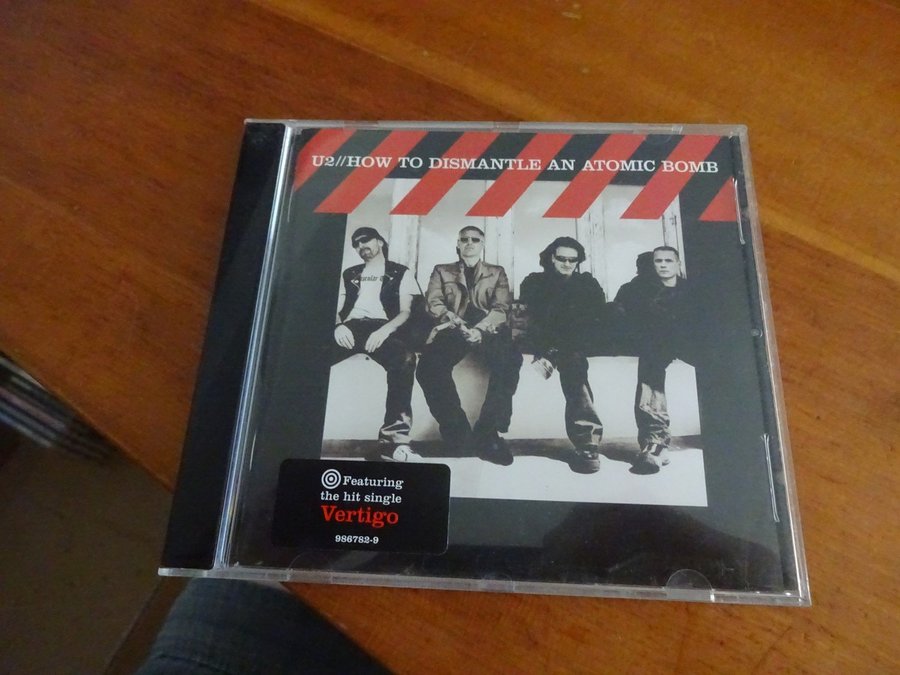 U2//HOW TO DISMANTLE AN ATOMIC BOMB
Featuring
the hit single
Vertigo
986782-9